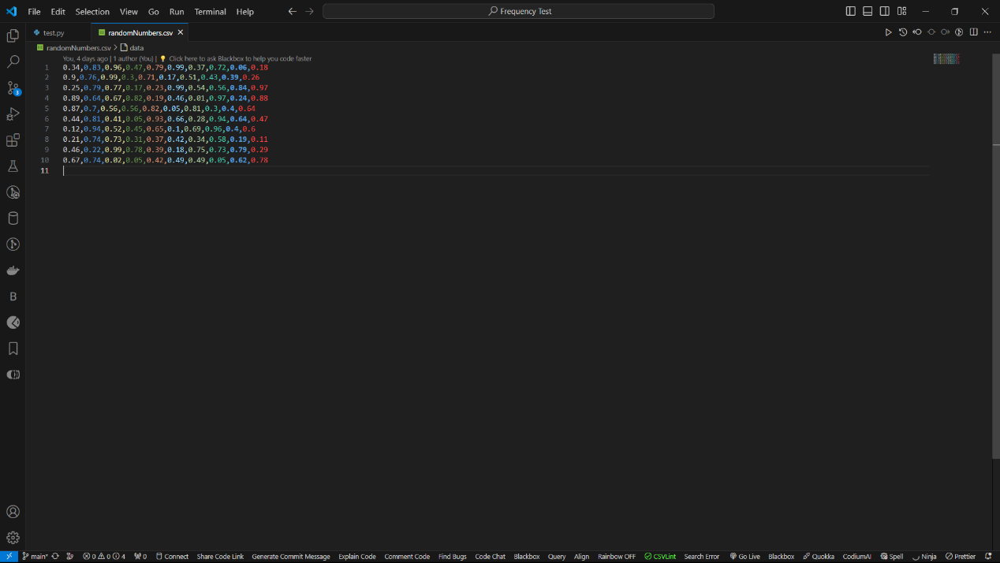 File Edit Selection View Go Run Terminal Help Frequency Test
test.py randomNumbers.csv
randomNumbers.csv > data
You, 4 days ago | 1 author (You) | Click here to ask Blackbox to help you code faster
1 0.34,0.83,0.96,0.47,0.79,0.99,0.37,0.72,0.06,0.18
2 0.9,0.76,0.99,0.3,0.71,0.17,0.51,0.43,0.39,0.26
3 0.25,0.79,0.77,0.17,0.23,0.99,0.54,0.56,0.84,0.97
4 0.89,0.64,0.67,0.82,0.19,0.46,0.01,0.97,0.24,0.88
5 0.87,0.7,0.56,0.56,0.82,0.05,0.81,0.3,0.4,0.64
6 0.44,0.81,0.41,0.05,0.93,0.66,0.28,0.94,0.64,0.47
7 0.12,0.94,0.52,0.45,0.65,0.1,0.69,0.96,0.4,0.6
8 0.21,0.74,0.73,0.31,0.37,0.42,0.34,0.58,0.19,0.11
9 0.46,0.22,0.99,0.78,0.39,0.18,0.75,0.73,0.79,0.29
10 0.67,0.74,0.02,0.05,0.42,0.49,0.49,0.05,0.62,0.78
11
3
B
main* 0 0 4 0 Connect Share Code Link Generate Commit Message Explain Code Comment Code Find Bugs Code Chat Blackbox Query Align Rainbow OFF CSVLint Search Error Go Live Blackbox Quokka CodiumAI Spell Ninja Prettier